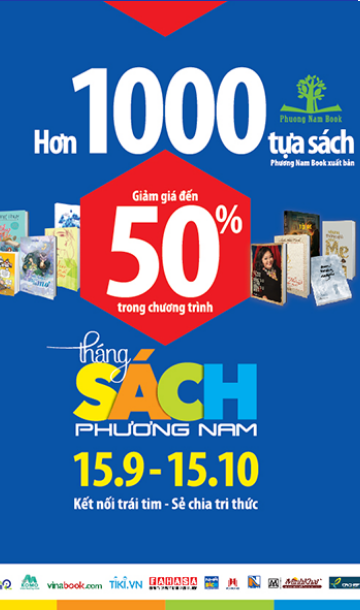 Hơn 1000 tựa sách
Phương Nam Book
Phương Nam Book xuất bản
Giảm giá đến
50%
trong chương trình
tháng
SÁCH
PHƯƠNG NAM
15.9 - 15.10
Kết nối trái tim - Sẻ chia tri thức
vinabook.com TIKI.VN FAHASA